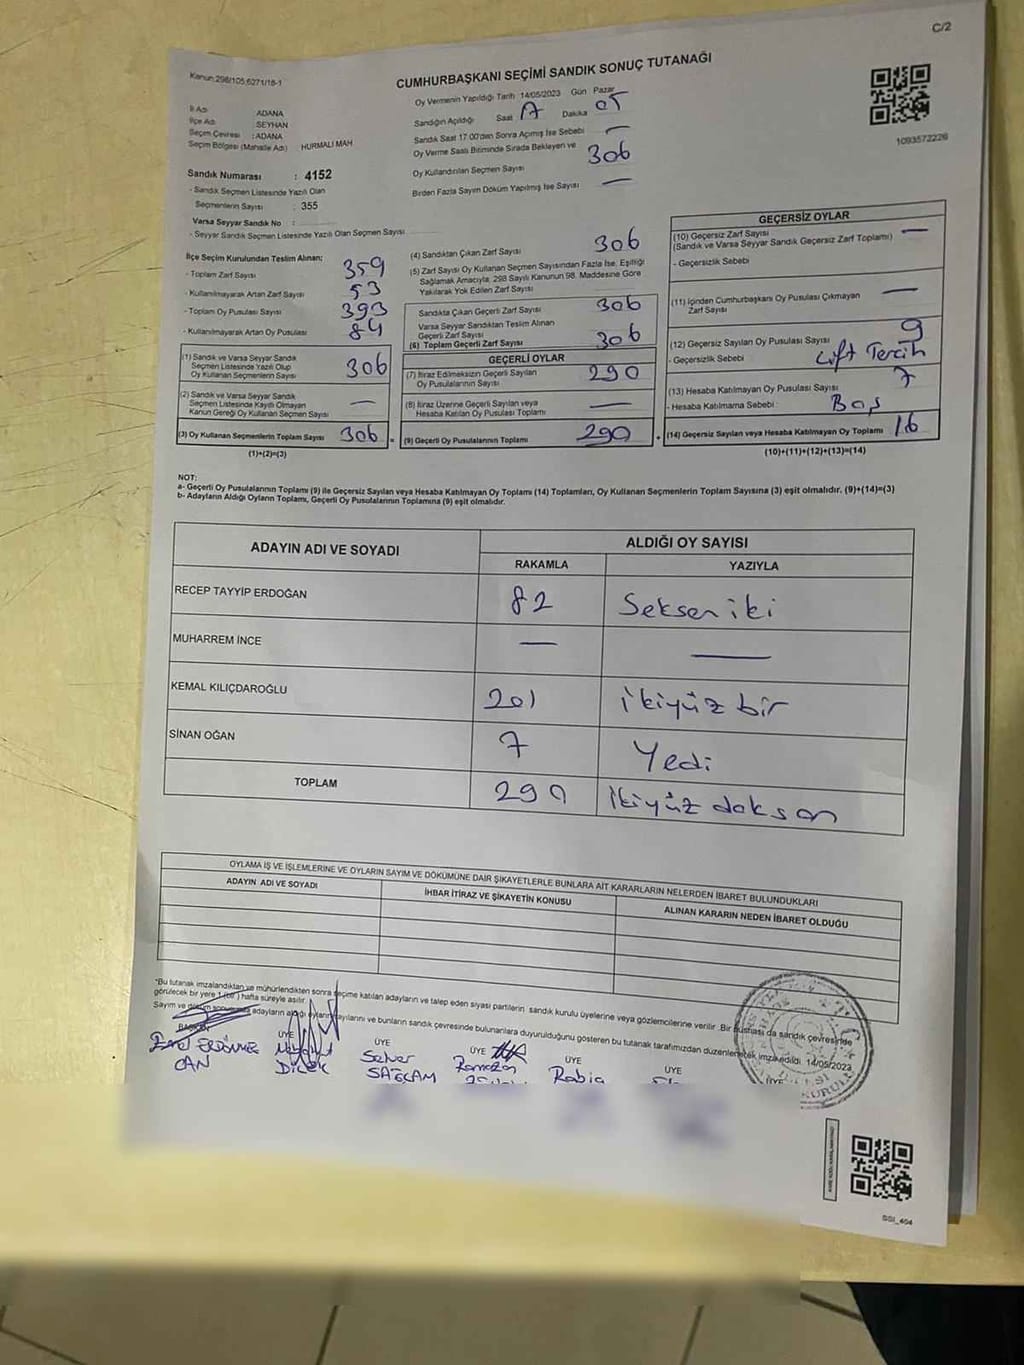 C/2
Kanun:298/105,6271/18-1
CUMHURBAŞKANI SEÇİMİ SANDIK SONUÇ TUTANAĞI
Oy Vermenin Yapıldığı Tarih 14/05/2023 Gün Pazar
İl Adı ADANA
İlçe Adı SEYHAN
Seçim Çevresi : ADANA
Seçim Bölgesi (Mahalle Adı) HURMALI MAH
Sandığın Açıldığı Saat Dakika 05
Sandık Saat 17.00'den Sonra Açılmış İse Sebebi —
Oy Verme Saati Bitiminde Sırada Bekleyen ve
Oy Kullandırılan Seçmen Sayısı 306
Birden Fazla Sayım Döküm Yapılmış İse Sayısı —
1093572226
Sandık Numarası : 4152
- Sandık Seçmen Listesinde Yazılı Olan
Seçmenlerin Sayısı : 355
Varsa Seyyar Sandık No :
- Seyyar Sandık Seçmen Listesinde Yazılı Olan Seçmen Sayısı
İlçe Seçim Kurulundan Teslim Alınan:
- Toplam Zarf Sayısı 359
- Kullanılmayarak Artan Zarf Sayısı 53
- Toplam Oy Pusulası Sayısı 393
- Kullanılmayarak Artan Oy Pusulası
(1) Sandık ve Varsa Seyyar Sandık
Seçmen Listesinde Yazılı Olup
Oy Kullanan Seçmenlerin Sayısı 306
(2) Sandık ve Varsa Seyyar Sandık
Seçmen Listesinde Kaydı Olmayan
Kanun Gereği Oy Kullanan Seçmen Sayısı —
(3) Oy Kullanan Seçmenlerin Toplam Sayısı 306 =
(1)+(2)=(3)
(4) Sandıktan Çıkan Zarf Sayısı 306
(5) Zarf Sayısı Oy Kullanan Seçmen Sayısından Fazla İse, Eşitliği
Sağlamak Amacıyla, 298 Sayılı Kanunun 98. Maddesine Göre
Yakılarak Yok Edilen Zarf Sayısı
Sandıkta Çıkan Geçerli Zarf Sayısı 306
Varsa Seyyar Sandıktan Teslim Alınan
Geçerli Zarf Sayısı
(6) Toplam Geçerli Zarf Sayısı 306
GEÇERLİ OYLAR
(7) İtiraz Edilmeksizin Geçerli Sayılan
Oy Pusulalarının Sayısı 290
(8) İtiraz Üzerine Geçerli Sayılan veya
Hesaba Katılan Oy Pusulası Toplamı —
(9) Geçerli Oy Pusulalarının Toplamı 290 +
GEÇERSİZ OYLAR
(10) Geçersiz Zarf Sayısı —
(Sandık ve Varsa Seyyar Sandık Geçersiz Zarf Toplamı)
- Geçersizlik Sebebi
(11) İçinden Cumhurbaşkanı Oy Pusulası Çıkmayan
Zarf Sayısı —
(12) Geçersiz Sayılan Oy Pusulası Sayısı 9
- Geçersizlik Sebebi Çift Tercih
(13) Hesaba Katılmayan Oy Pusulası Sayısı 7
- Hesaba Katılmama Sebebi Boş
(14) Geçersiz Sayılan veya Hesaba Katılmayan Oy Toplamı 16
(10)+(11)+(12)+(13)=(14)
NOT:
a- Geçerli Oy Pusulalarının Toplamı (9) ile Geçersiz Sayılan veya Hesaba Katılmayan Oy Toplamı (14) Toplamları, Oy Kullanan Seçmenlerin Toplam Sayısına (3) eşit olmalıdır. (9)+(14)=(3)
b- Adayların Aldığı Oyların Toplamı, Geçerli Oy Pusulalarının Toplamına (9) eşit olmalıdır.
ADAYIN ADI VE SOYADI ALDIĞI OY SAYISI
RAKAMLA YAZIYLA
RECEP TAYYİP ERDOĞAN 82 Seksen iki
MUHARREM İNCE — —
KEMAL KILIÇDAROĞLU 201 ikiyüz bir
SİNAN OĞAN 7 Yedi
TOPLAM 290 ikiyüz doksan
OYLAMA İŞ VE İŞLEMLERİNE VE OYLARIN SAYIM VE DÖKÜMÜNE DAİR ŞİKAYETLERLE BUNLARA AİT KARARLARIN NELERDEN İBARET BULUNDUKLARI
ADAYIN ADI VE SOYADI İHBAR İTİRAZ VE ŞİKAYETİN KONUSU ALINAN KARARIN NEDEN İBARET OLDUĞU
*Bu tutanak imzalandıktan ve mühürlendikten sonra seçime katılan adayların ve talep eden siyasi partilerin sandık kurulu üyelerine veya gözlemcilerine verilir. Bir nüshası da sandık çevresinde
görülecek bir yere 1 (bir) hafta süreyle asılır.
Sayım ve döküm sonucunda adayların aldığı oyların sayılarını ve bunların sandık çevresinde bulunanlara duyurulduğunu gösteren bu tutanak tarafımızdan düzenlenerek imza edildi. 14/05/2023
BAŞKAN ÜYE ÜYE ÜYE ÜYE ÜYE ÜYE
ERDÖNMEZ
CAN
Dilek
Seher
SAĞLAM
Ramazan
Rabia
KURULU
SSI_404